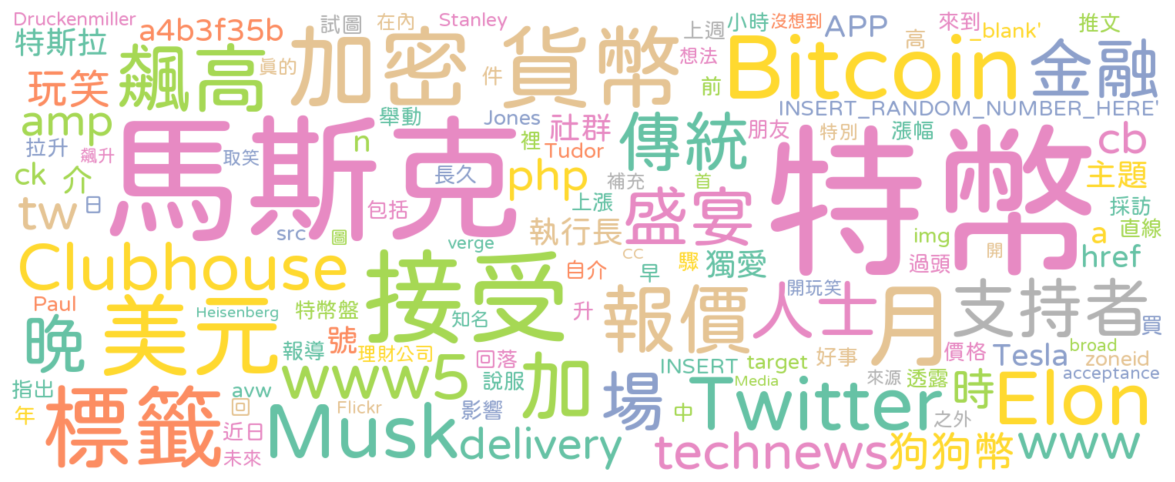 Druckenmiller
試圖
在內
Stanley
上週
小時
沒想到
APP
來到
_blank'
推文
特斯拉
a4b3f35b
加密
貨幣
想法
Bitcoin
高
金融
玩笑
飆高
真的
件
前
INSERT_RANDOM_NUMBER_HERE'
amp
舉動
Jones
社群
傳統
朋友
特別
漲幅
cb
拉升
飆升
取笑
n
裡
Tudor
馬斯克
特幣
ck
介
長久
php
補充
首
主題
tw
日
包括
上漲
盛宴
採訪
直線
src
圖
verge
執行長
img
a
Clubhouse
接受
cc
自介
早
驟
獨愛
開
過頭
href
Paul
美元
Heisenberg
特幣盤
知名
升
報價
人士
開玩笑
月
支持者
買
晚
號
報導
理財公司
回落
INSERT
target
好事
價格
Tesla
broad
zoneid
指出
avw
www5
說服
加
場
Media
來源
透露
acceptance
年
標籤
回
Flickr
影響
中
Twitter
之外
時
Elon
近日
未來
Musk
delivery
technews
狗狗幣
www